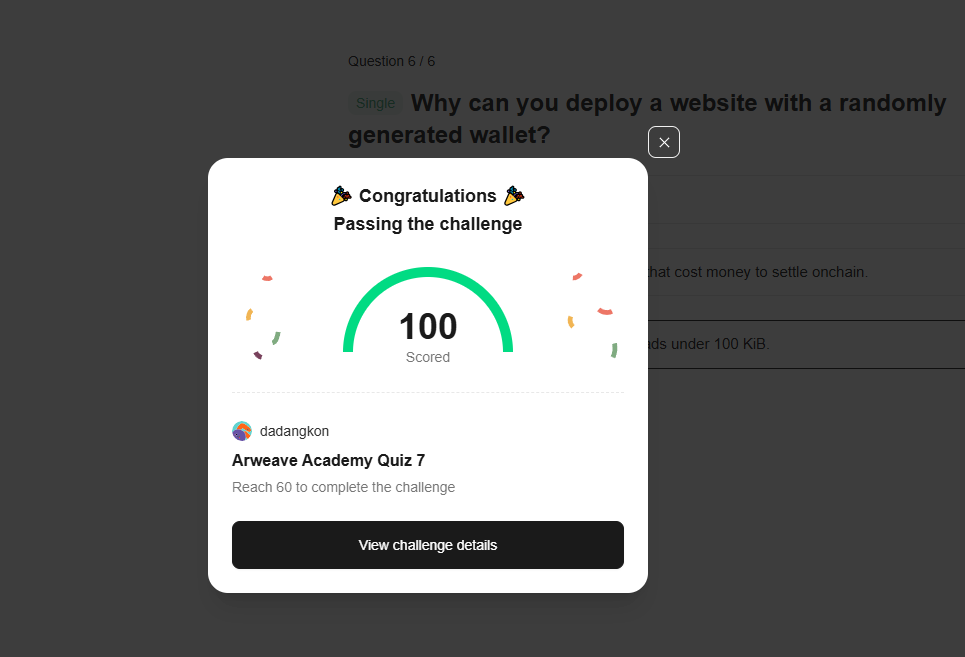 Question 6 / 6
Single Why can you deploy a website with a randomly
generated wallet?
Congratulations
Passing the challenge
that cost money to settle onchain.
100
Scored
under 100 KiB.
dadangkon
Arweave Academy Quiz 7
Reach 60 to complete the challenge
View challenge details